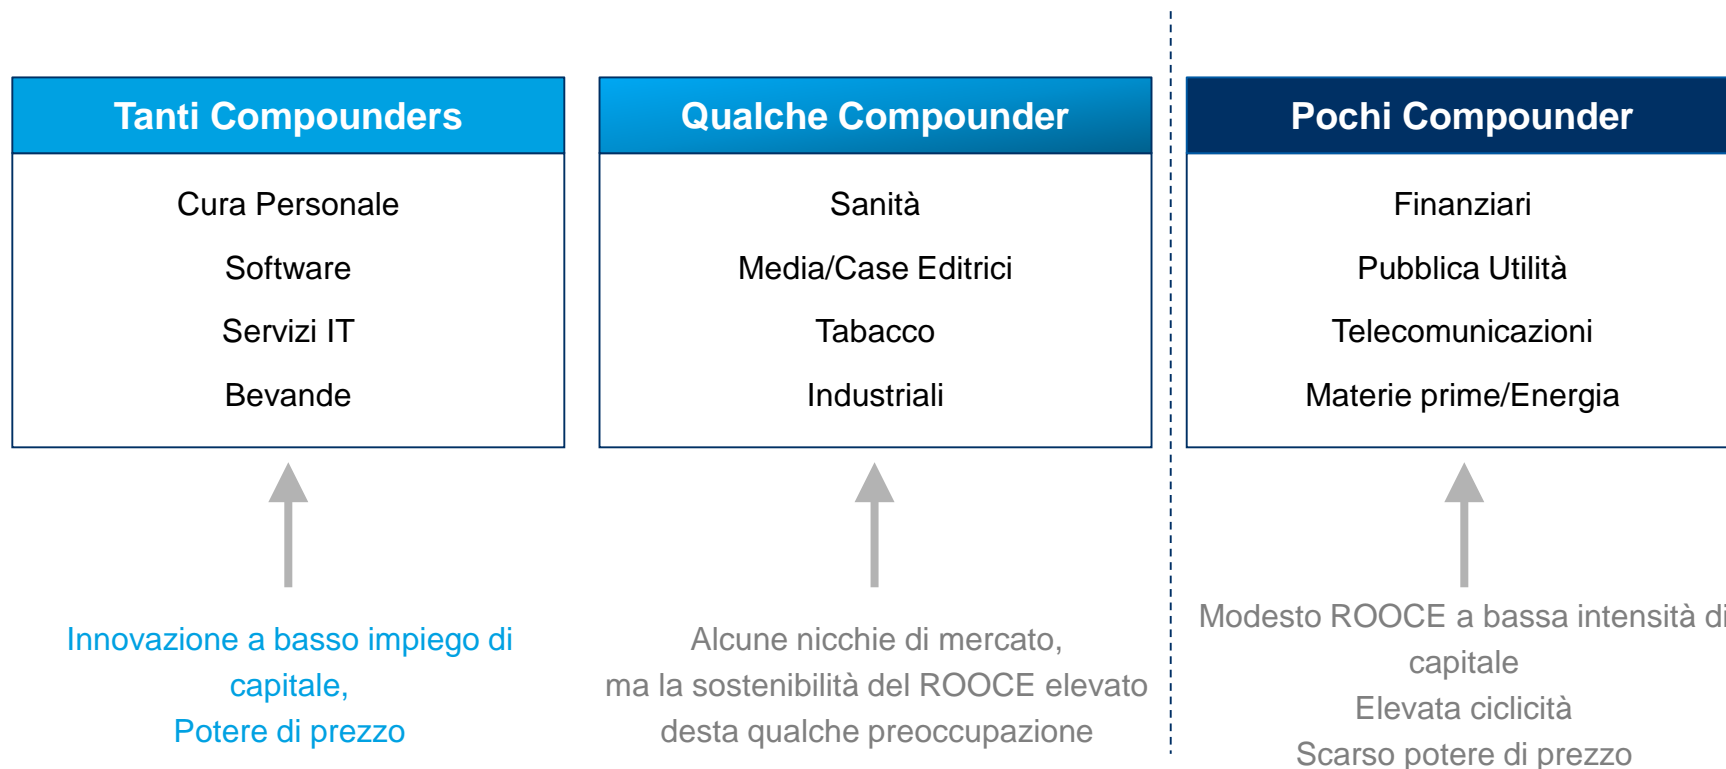 Tanti Compounders
Cura Personale
Software
Servizi IT
Bevande
Innovazione a basso impiego di
capitale,
Potere di prezzo
Qualche Compounder
Sanità
Media/Case Editrici
Tabacco
Industriali
Alcune nicchie di mercato,
ma la sostenibilità del ROOCE elevato
desta qualche preoccupazione
Pochi Compounder
Finanziari
Pubblica Utilità
Telecomunicazioni
Materie prime/Energia
Modesto ROOCE a bassa intensità di
capitale
Elevata ciclicità
Scarso potere di prezzo